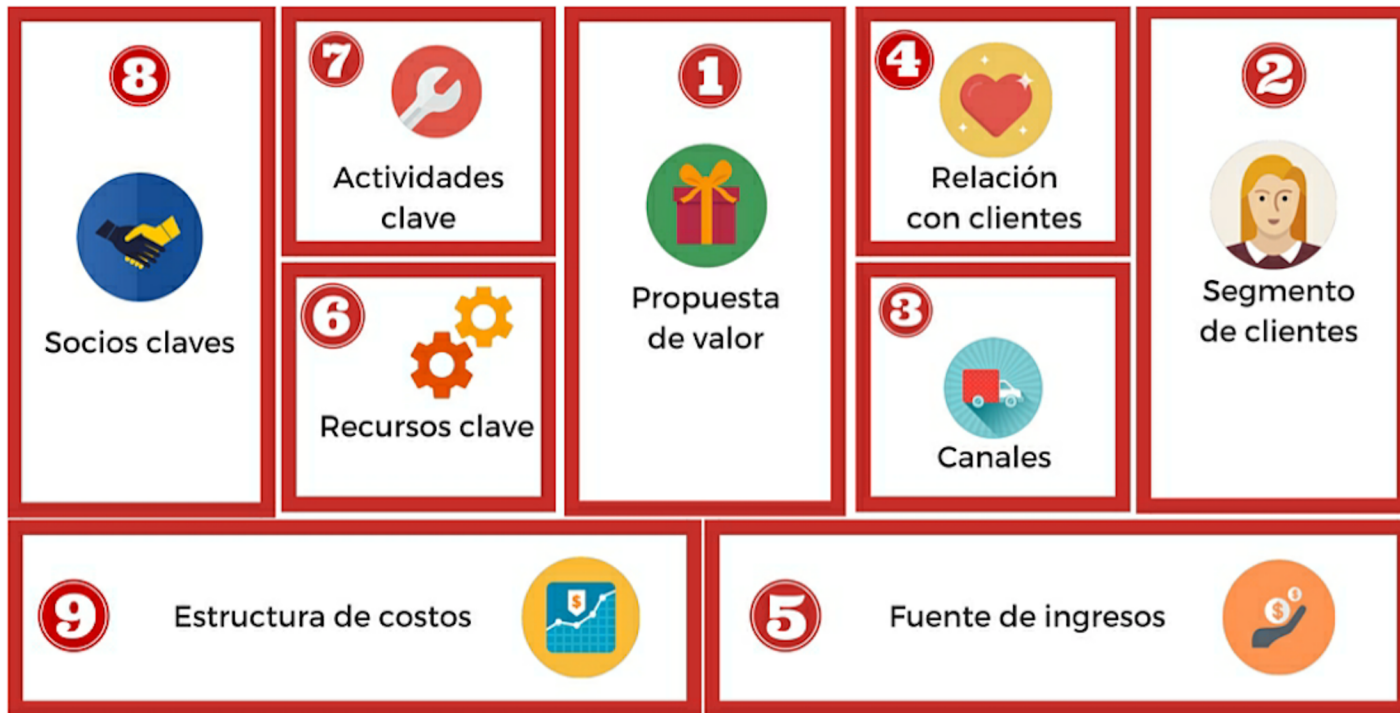 8
Socios claves
7
Actividades
clave
6
Recursos clave
1
Propuesta
de valor
4
Relación
con clientes
3
Canales
2
Segmento
de clientes
9
Estructura de costos
$
5
Fuente de ingresos
$
$